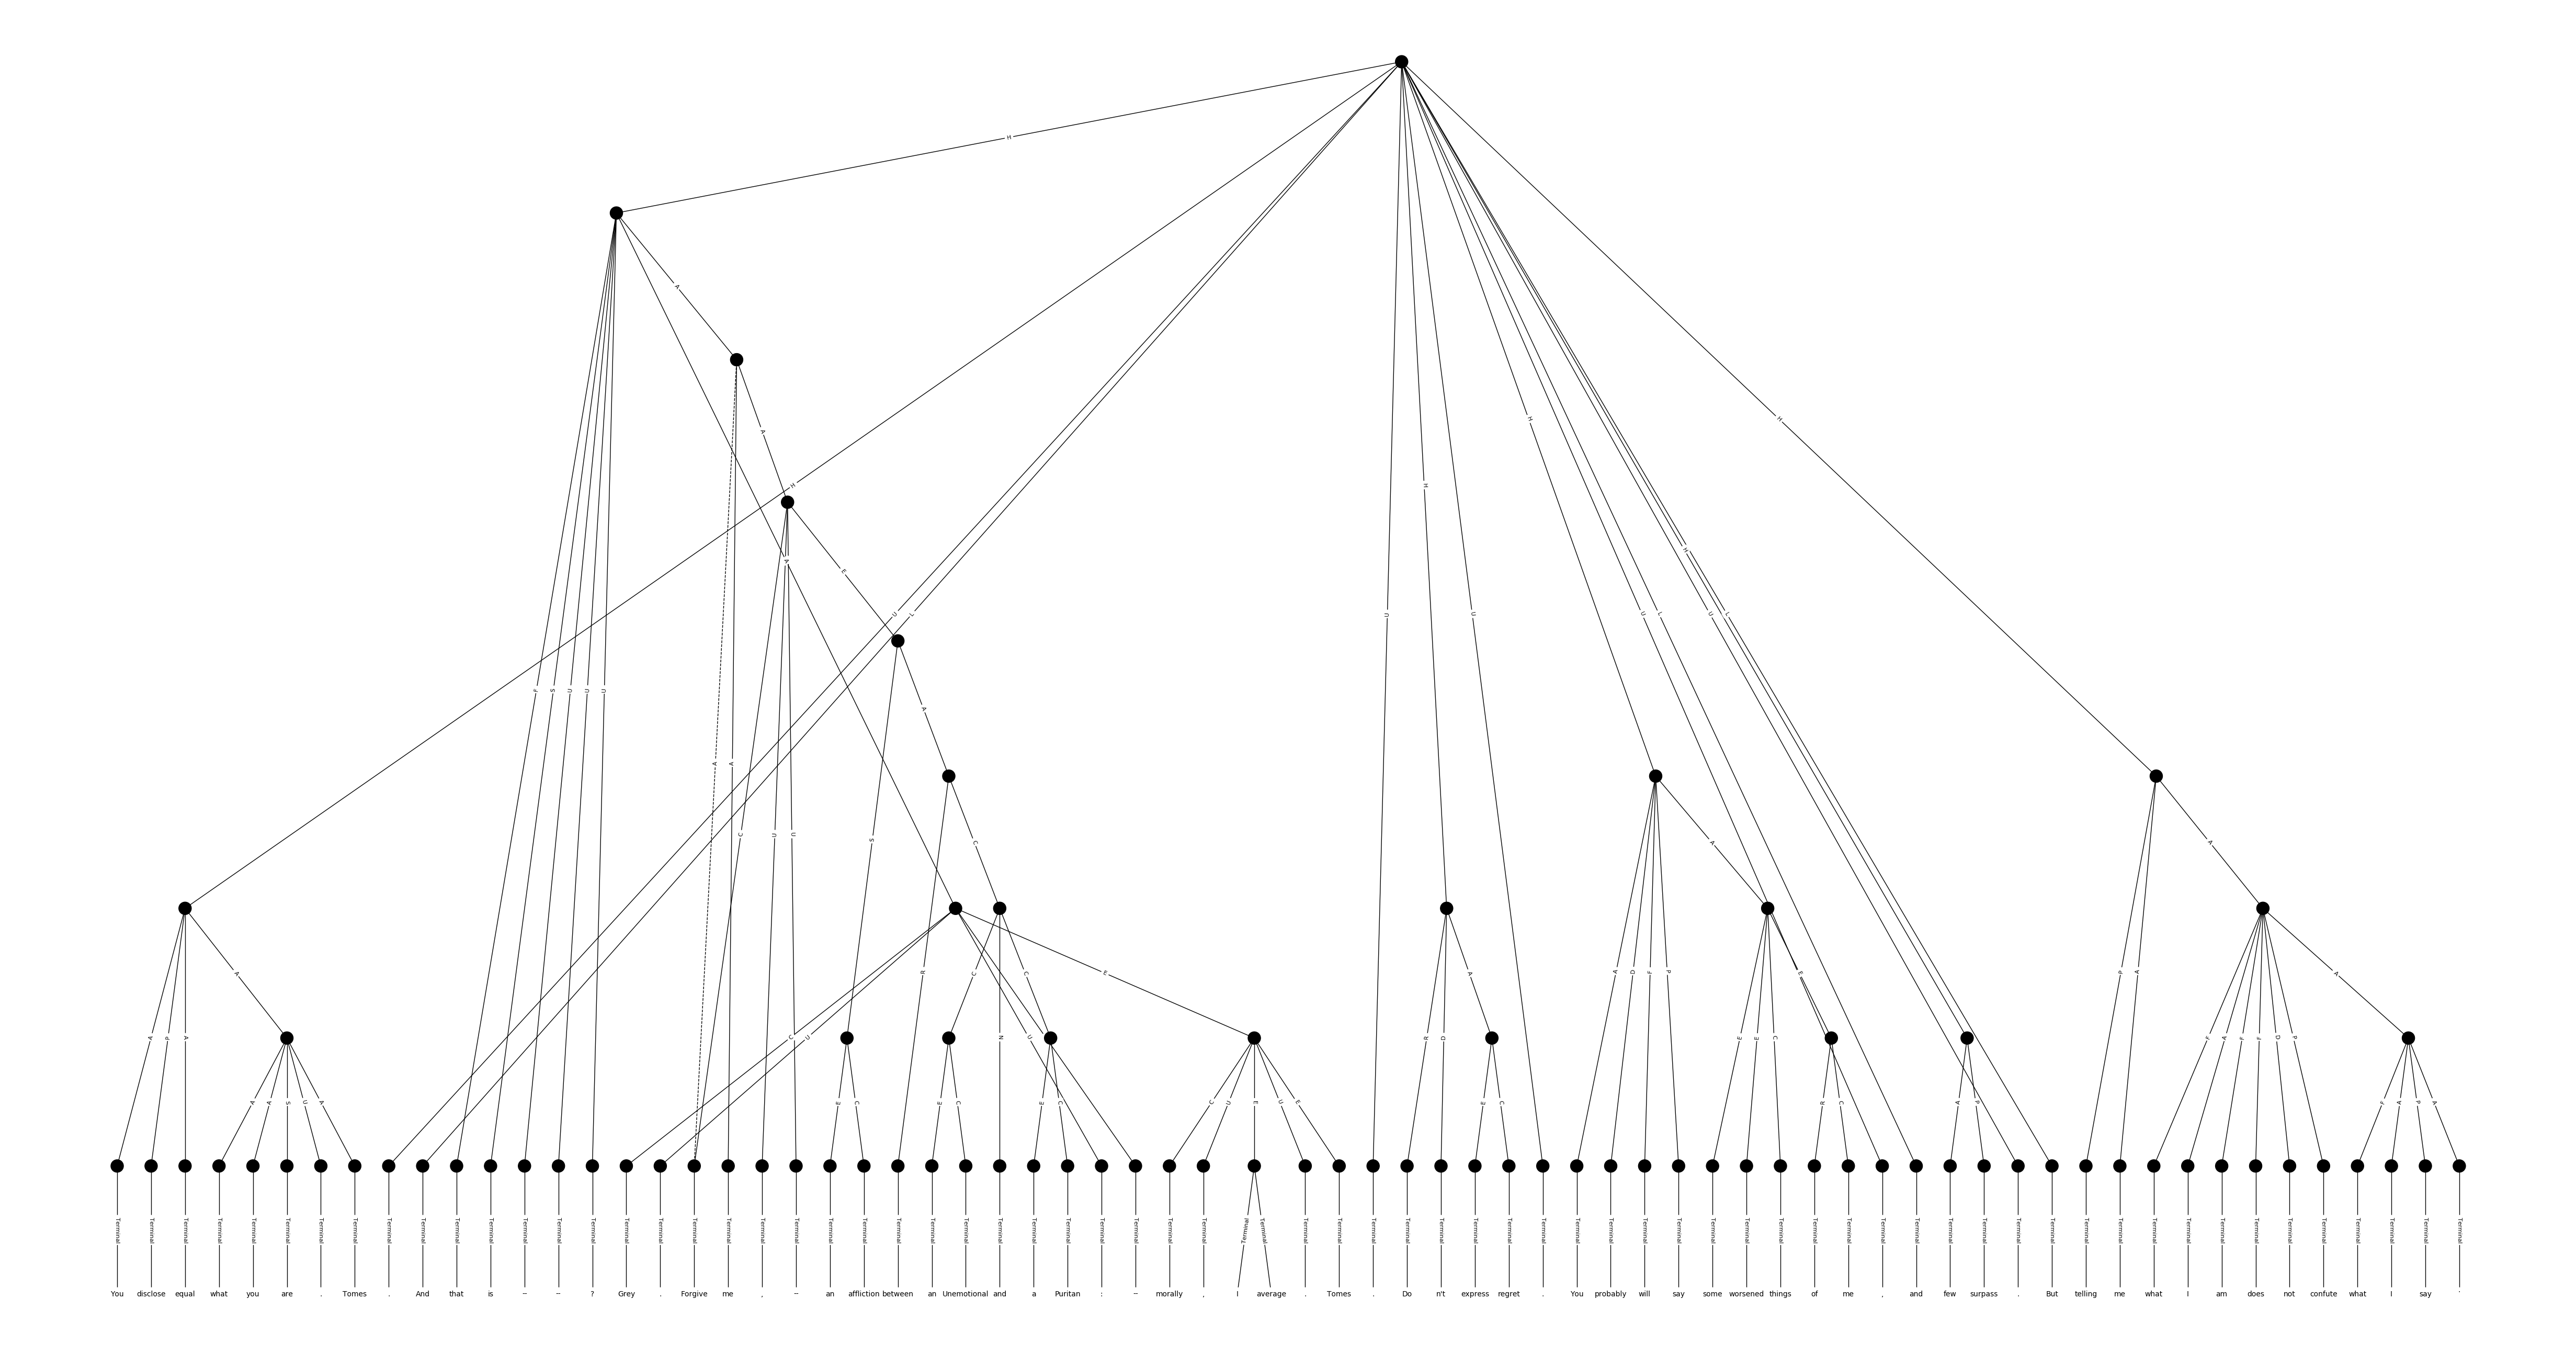 H
A
A
H
H
H
H
A
E
U
L
U
U
U
L
U
L
H
F
S
U
U
U
A
A
C
U
U
S
A
C
A
A
A
P
A
A
R
C
C
E
A
D
F
P
E
P
A
A
A
P
A
C
U
E
C
N
U
E
C
R
D
A
E
E
C
F
A
F
F
D
P
A
A
S
U
A
E
C
E
C
E
C
C
U
E
U
E
E
C
R
C
A
P
F
A
P
A
Terminal Terminal Terminal Terminal Terminal Terminal Terminal Terminal Terminal Terminal Terminal Terminal Terminal Terminal Terminal Terminal Terminal Terminal Terminal Terminal Terminal Terminal Terminal Terminal Terminal Terminal Terminal Terminal Terminal Terminal Terminal Terminal Terminal Terminal Terminal Terminal Terminal Terminal Terminal Terminal Terminal Terminal Terminal Terminal Terminal Terminal Terminal Terminal Terminal Terminal Terminal Terminal Terminal Terminal Terminal Terminal Terminal Terminal Terminal Terminal Terminal Terminal Terminal Terminal Terminal Terminal Terminal Terminal Terminal Terminal
You disclose equal what you are . Tomes . And that is ~ ~ ? Grey . Forgive me , ~ an affliction between an Unemotional and a Puritan : ~ morally , I average . Tomes . Do n't express regret . You probably will say some worsened things of me , and few surpass . But telling me what I am does not confute what I say '